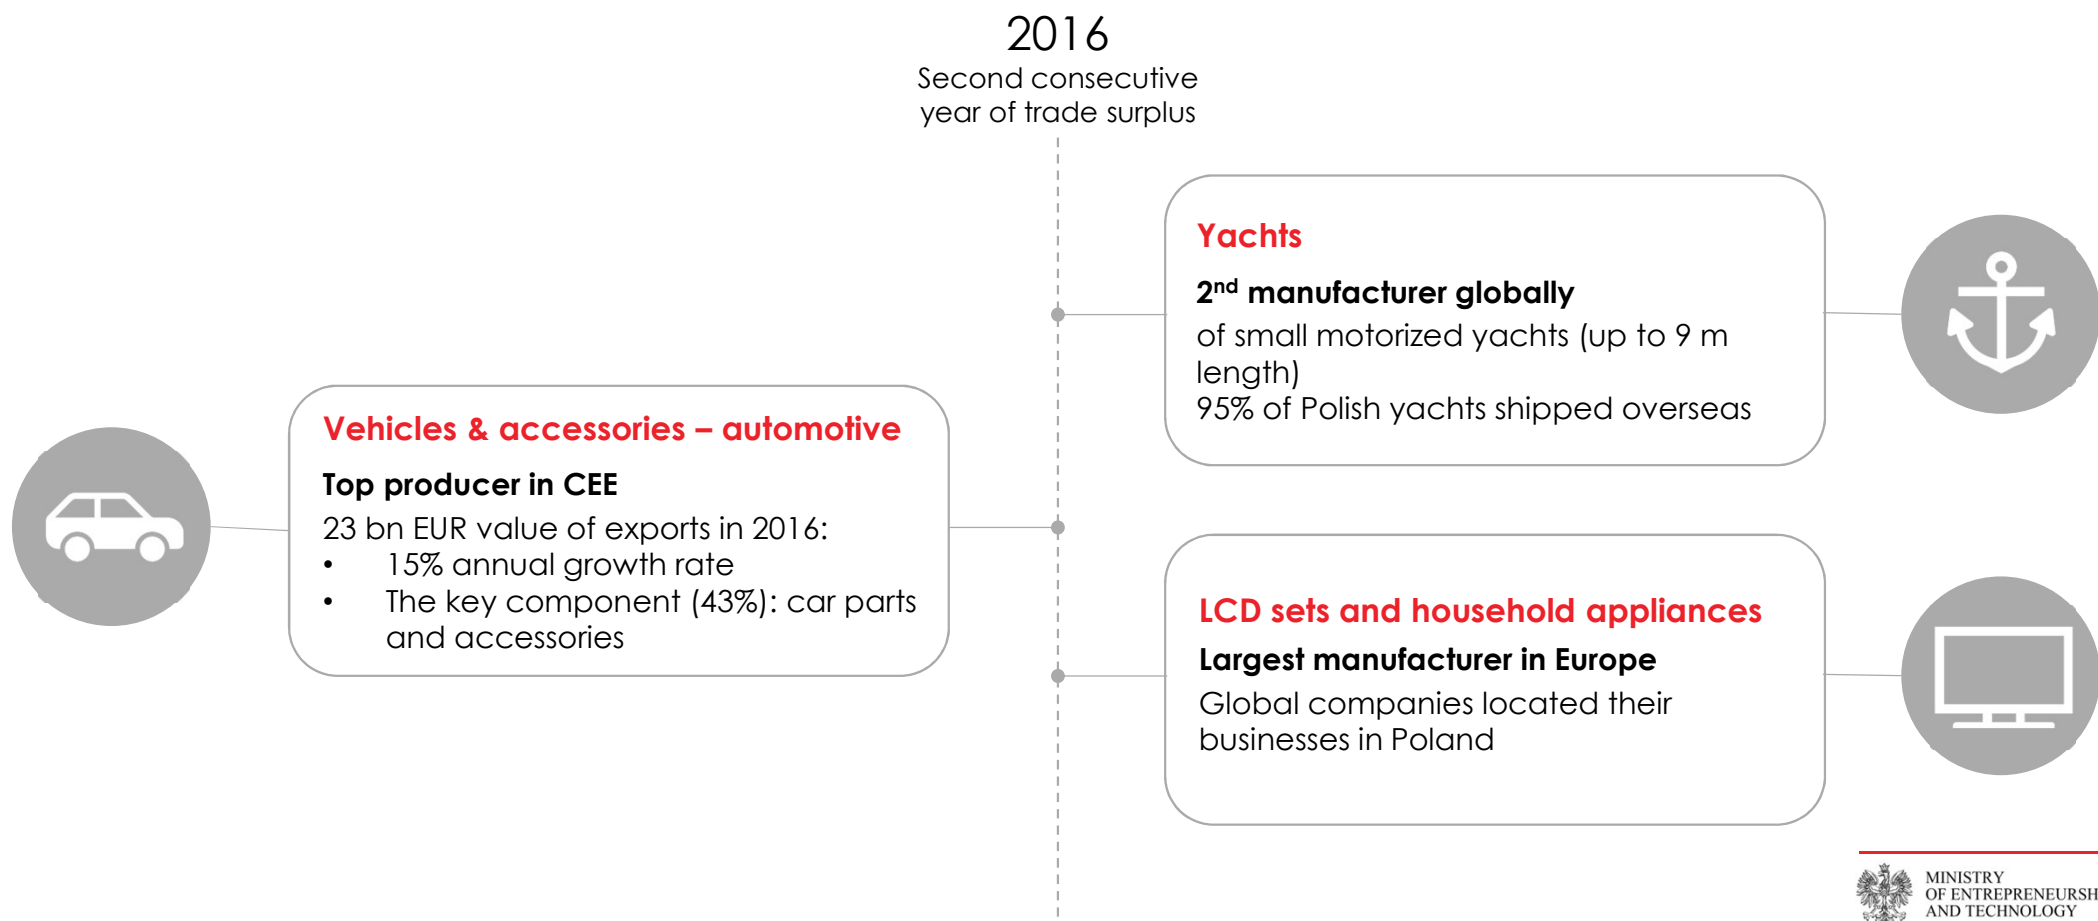 2016
Second consecutive
year of trade surplus
Yachts
2nd manufacturer globally
of small motorized yachts (up to 9 m
length)
95% of Polish yachts shipped overseas
Vehicles & accessories – automotive
Top producer in CEE
23 bn EUR value of exports in 2016:
• 15% annual growth rate
• The key component (43%): car parts
and accessories
LCD sets and household appliances
Largest manufacturer in Europe
Global companies located their
businesses in Poland
MINISTRY
OF ENTREPRENEURSH
AND TECHNOLOGY